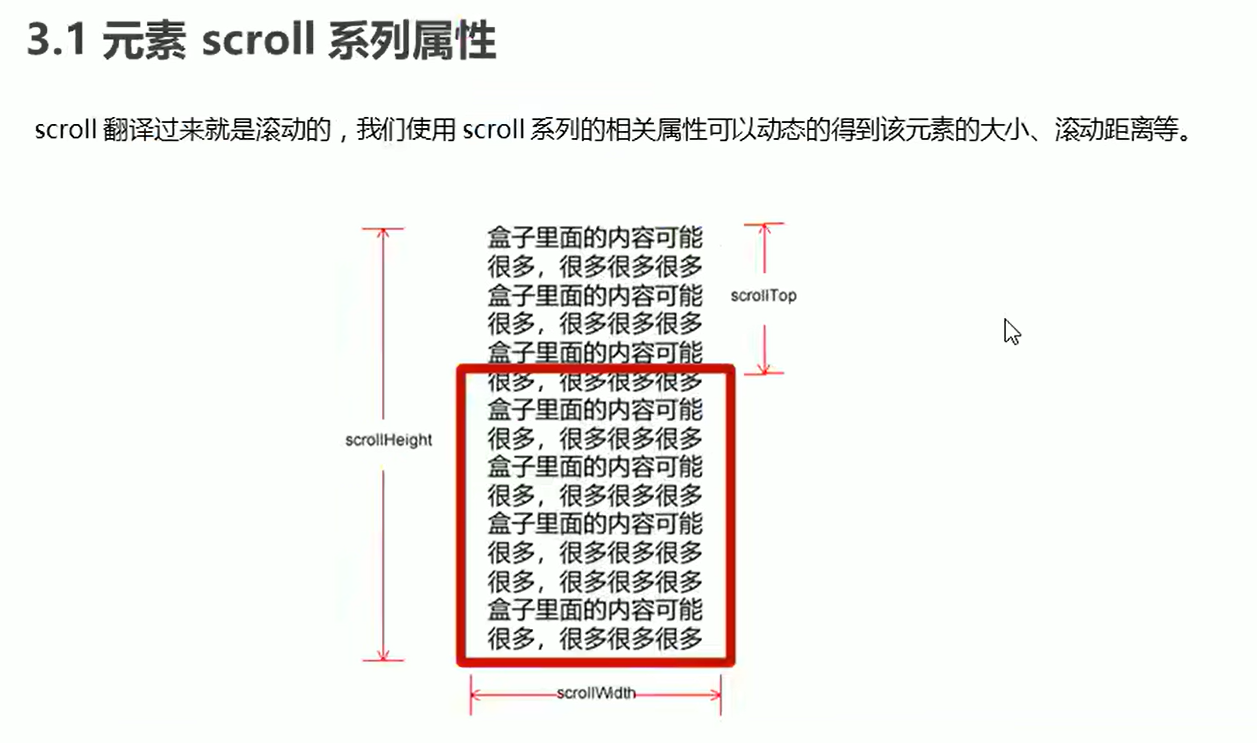 3.1 元素 scroll 系列属性
scroll 翻译过来就是滚动的，我们使用 scroll 系列的相关属性可以动态的得到该元素的大小、滚动距离等。
盒子里面的内容可能
很多，很多很多很多
盒子里面的内容可能
scrollTop
很多，很多很多很多
盒子里面的内容可能
很多，很多很多很多
盒子里面的内容可能
很多，很多很多很多
scrollHeight
盒子里面的内容可能
很多，很多很多很多
盒子里面的内容可能
很多，很多很多很多
很多，很多很多很多
盒子里面的内容可能
很多，很多很多很多
scrollWidth